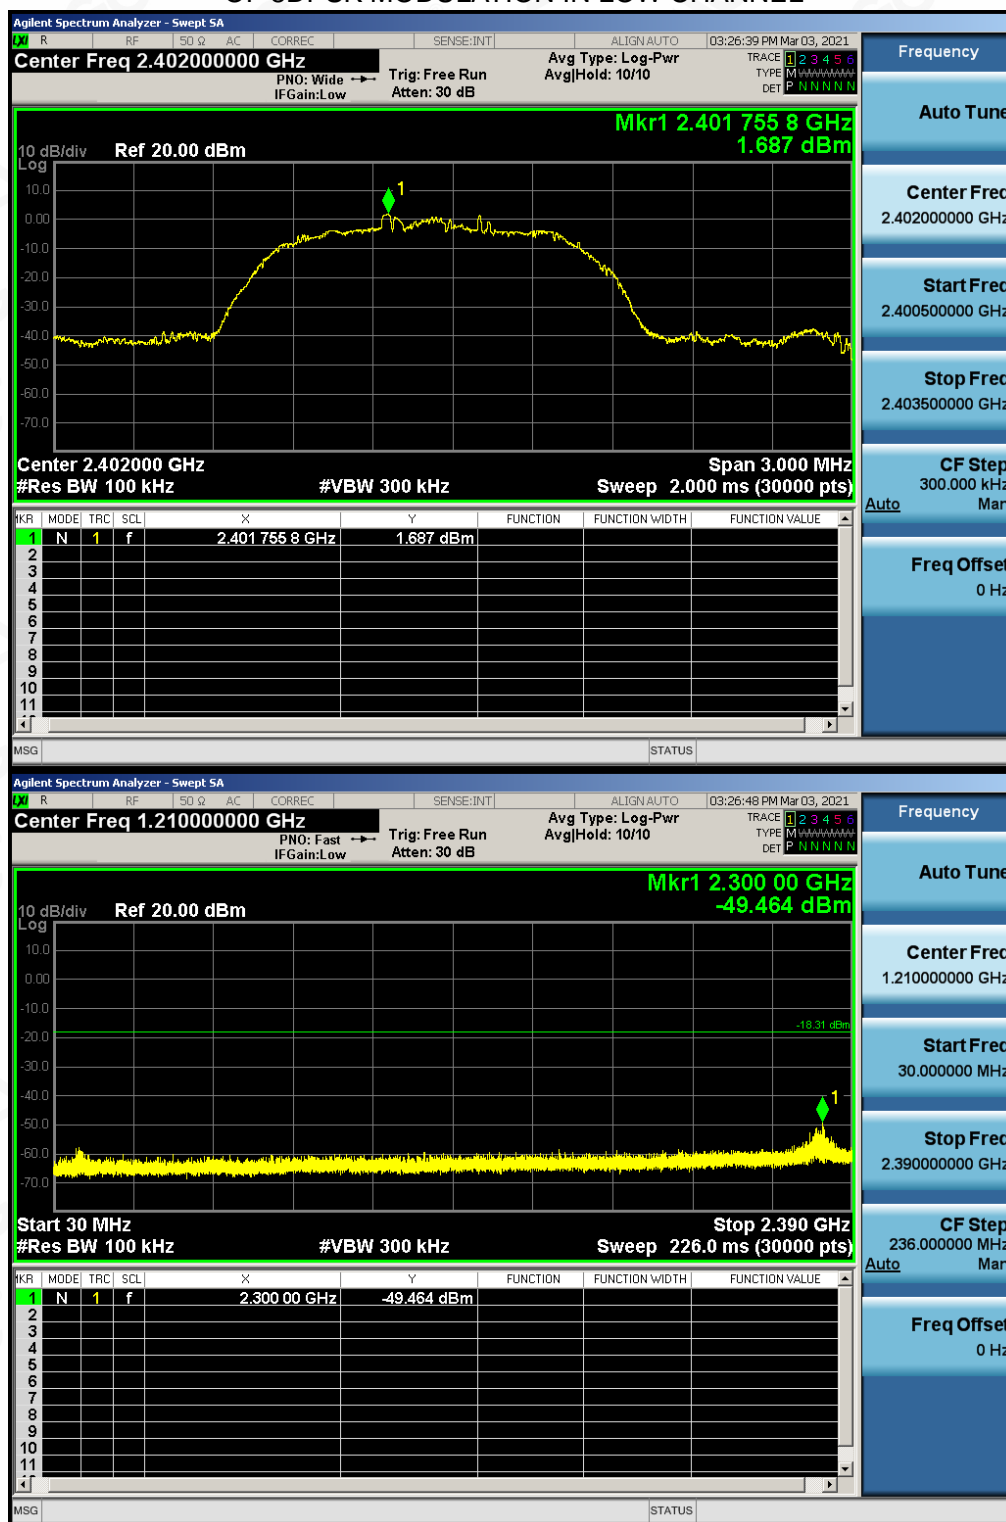 OF 8DPSK MODULATION IN LOW CHANNEL
Agilent Spectrum Analyzer - Swept SA
LXI R RF 50 Ω AC CORREC SENSE:INT ALIGN AUTO 03:26:39 PM Mar 03, 2021
Center Freq 2.402000000 GHz
PNO: Wide
IFGain:Low
Trig: Free Run
Atten: 30 dB
Avg Type: Log-Pwr
Avg|Hold: 10/10
TRACE 1 2 3 4 5 6
TYPE M WWWWW
DET P N N N N N
Mkr1 2.401 755 8 GHz
1.687 dBm
10 dB/div Ref 20.00 dBm
Log
1
10.0
0.00
-10.0
-20.0
-30.0
-40.0
-50.0
-60.0
-70.0
Center 2.402000 GHz Span 3.000 MHz
#Res BW 100 kHz #VBW 300 kHz Sweep 2.000 ms (30000 pts)
MKR MODE TRC SCL X Y FUNCTION FUNCTION WIDTH FUNCTION VALUE
1 N 1 f 2.401 755 8 GHz 1.687 dBm
2
3
4
5
6
7
8
9
10
11
MSG STATUS
Frequency
Auto Tune
Center Freq
2.402000000 GHz
Start Freq
2.400500000 GHz
Stop Freq
2.403500000 GHz
CF Step
300.000 kHz
Auto Man
Freq Offset
0 Hz
Agilent Spectrum Analyzer - Swept SA
LXI R RF 50 Ω AC CORREC SENSE:INT ALIGN AUTO 03:26:48 PM Mar 03, 2021
Center Freq 1.210000000 GHz
PNO: Fast
IFGain:Low
Trig: Free Run
Atten: 30 dB
Avg Type: Log-Pwr
Avg|Hold: 10/10
TRACE 1 2 3 4 5 6
TYPE M WWWWW
DET P N N N N N
Mkr1 2.300 00 GHz
-49.464 dBm
10 dB/div Ref 20.00 dBm
Log
10.0
0.00
-10.0
-18.31 dBm
-20.0
-30.0
-40.0
1
-50.0
-60.0
-70.0
Start 30 MHz Stop 2.390 GHz
#Res BW 100 kHz #VBW 300 kHz Sweep 226.0 ms (30000 pts)
MKR MODE TRC SCL X Y FUNCTION FUNCTION WIDTH FUNCTION VALUE
1 N 1 f 2.300 00 GHz -49.464 dBm
2
3
4
5
6
7
8
9
10
11
MSG STATUS
Frequency
Auto Tune
Center Freq
1.210000000 GHz
Start Freq
30.000000 MHz
Stop Freq
2.390000000 GHz
CF Step
236.000000 MHz
Auto Man
Freq Offset
0 Hz